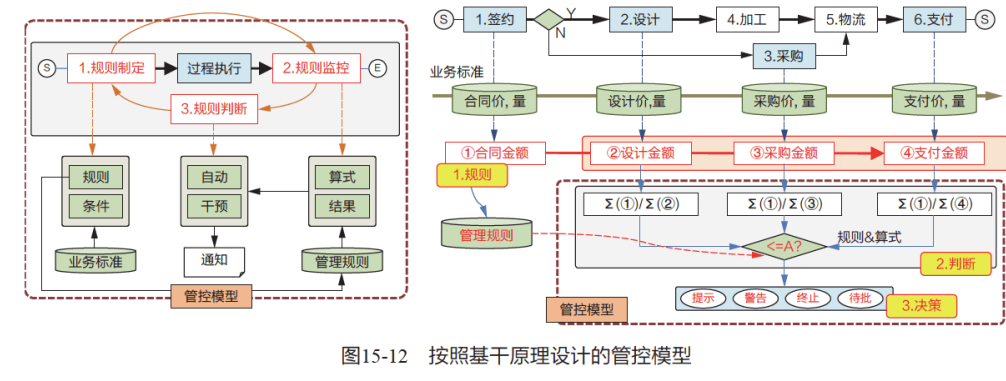 S
1.规则制定
过程执行
2.规则监控
E
3.规则判断
规则
条件
自动
干预
算式
结果
业务标准
通知
管理规则
管控模型
S
1.签约
Y
N
2.设计
4.加工
5.物流
6.支付
S
3.采购
业务标准
合同价, 量
设计价,量
采购价, 量
支付价, 量
①合同金额
②设计金额
③采购金额
④支付金额
1.规则
管理规则
Σ(①)/Σ(②)
Σ(①)/Σ(③)
Σ(①)/Σ(④)
<=A?
规则&算式
2.判断
提示
警告
终止
待批
3.决策
管控模型
图15-12 按照基干原理设计的管控模型